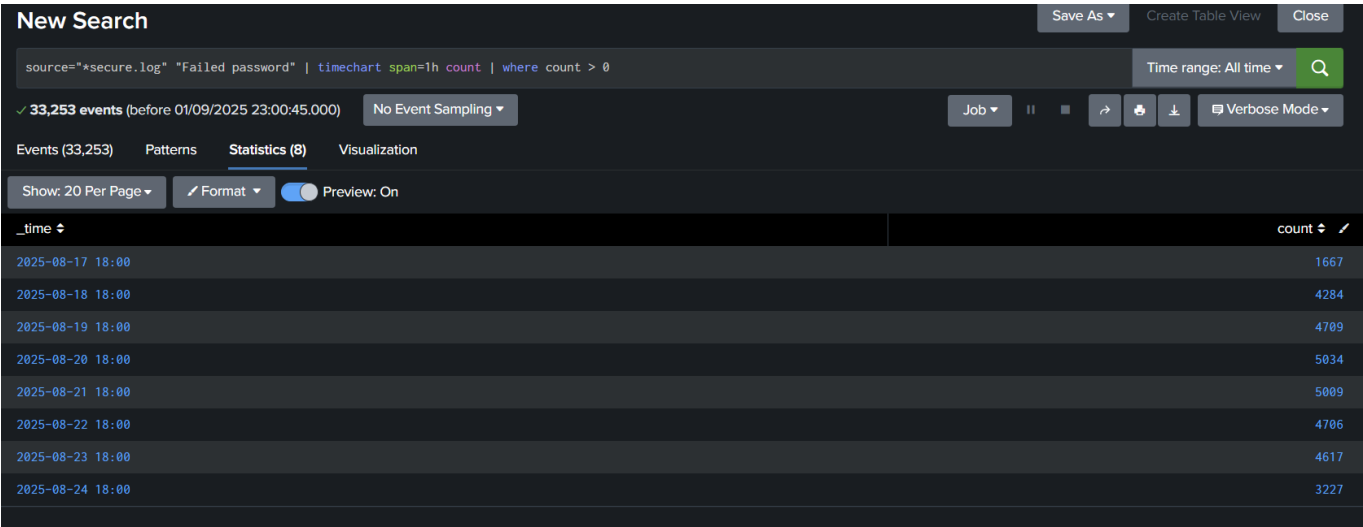 New Search
Save As ▾ Create Table View Close
source="*secure.log" "Failed password" | timechart span=1h count | where count > 0
Time range: All time ▾
✓ 33,253 events (before 01/09/2025 23:00:45.000) No Event Sampling ▾ Job ▾ Verbose Mode ▾
Events (33,253) Patterns Statistics (8) Visualization
Show: 20 Per Page ▾ Format ▾ Preview: On
_time count
2025-08-17 18:00 1667
2025-08-18 18:00 4284
2025-08-19 18:00 4709
2025-08-20 18:00 5034
2025-08-21 18:00 5009
2025-08-22 18:00 4706
2025-08-23 18:00 4617
2025-08-24 18:00 3227